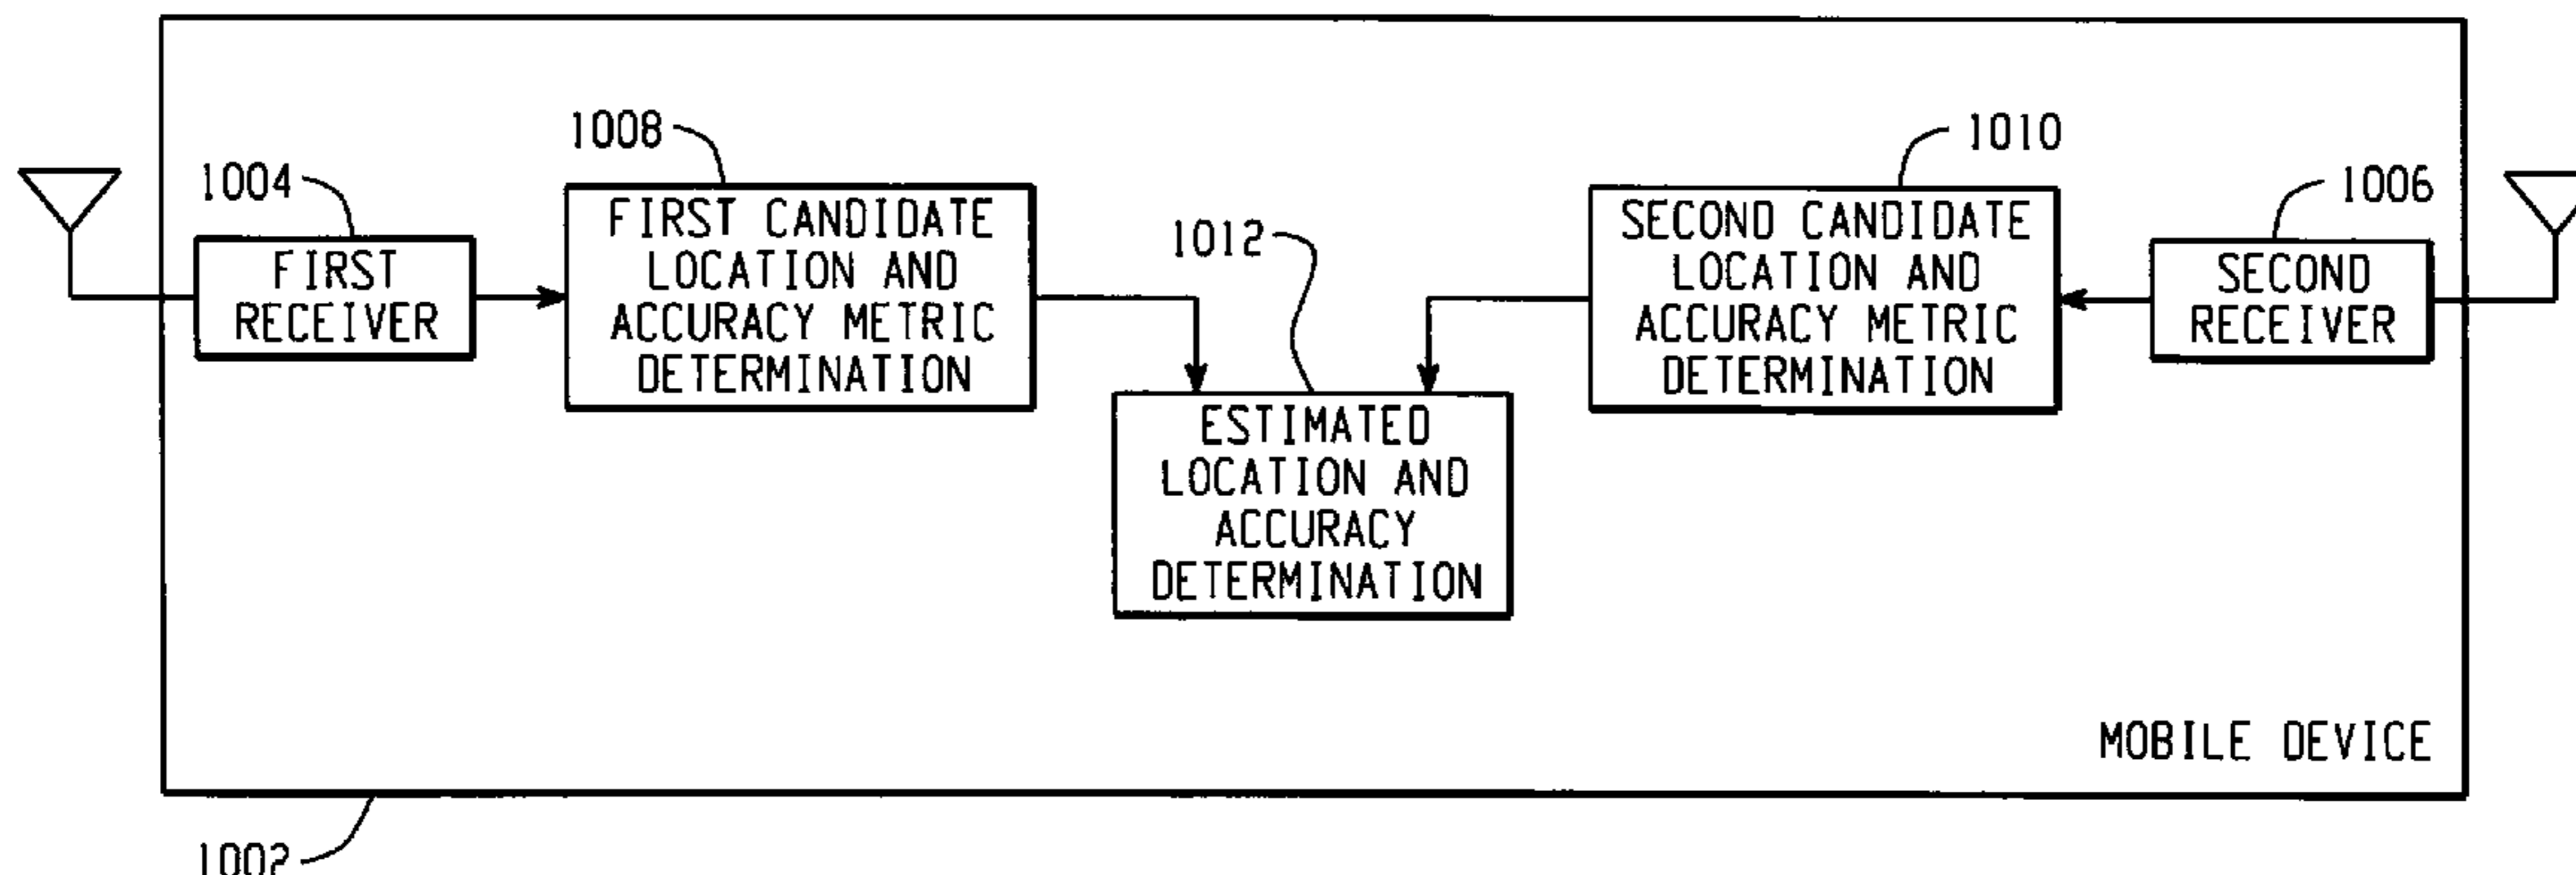 1008
1010
1004
1006
1012
FIRST
RECEIVER
FIRST CANDIDATE
LOCATION AND
ACCURACY METRIC
DETERMINATION
SECOND CANDIDATE
LOCATION AND
ACCURACY METRIC
DETERMINATION
SECOND
RECEIVER
ESTIMATED
LOCATION AND
ACCURACY
DETERMINATION
MOBILE DEVICE
1002